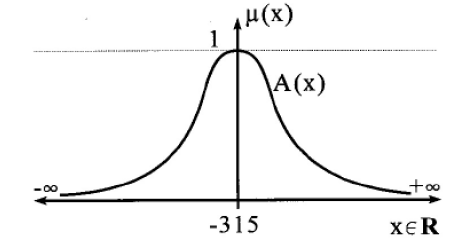 μ(x)
1
A(x)
-∞ +∞
-315 x∈R